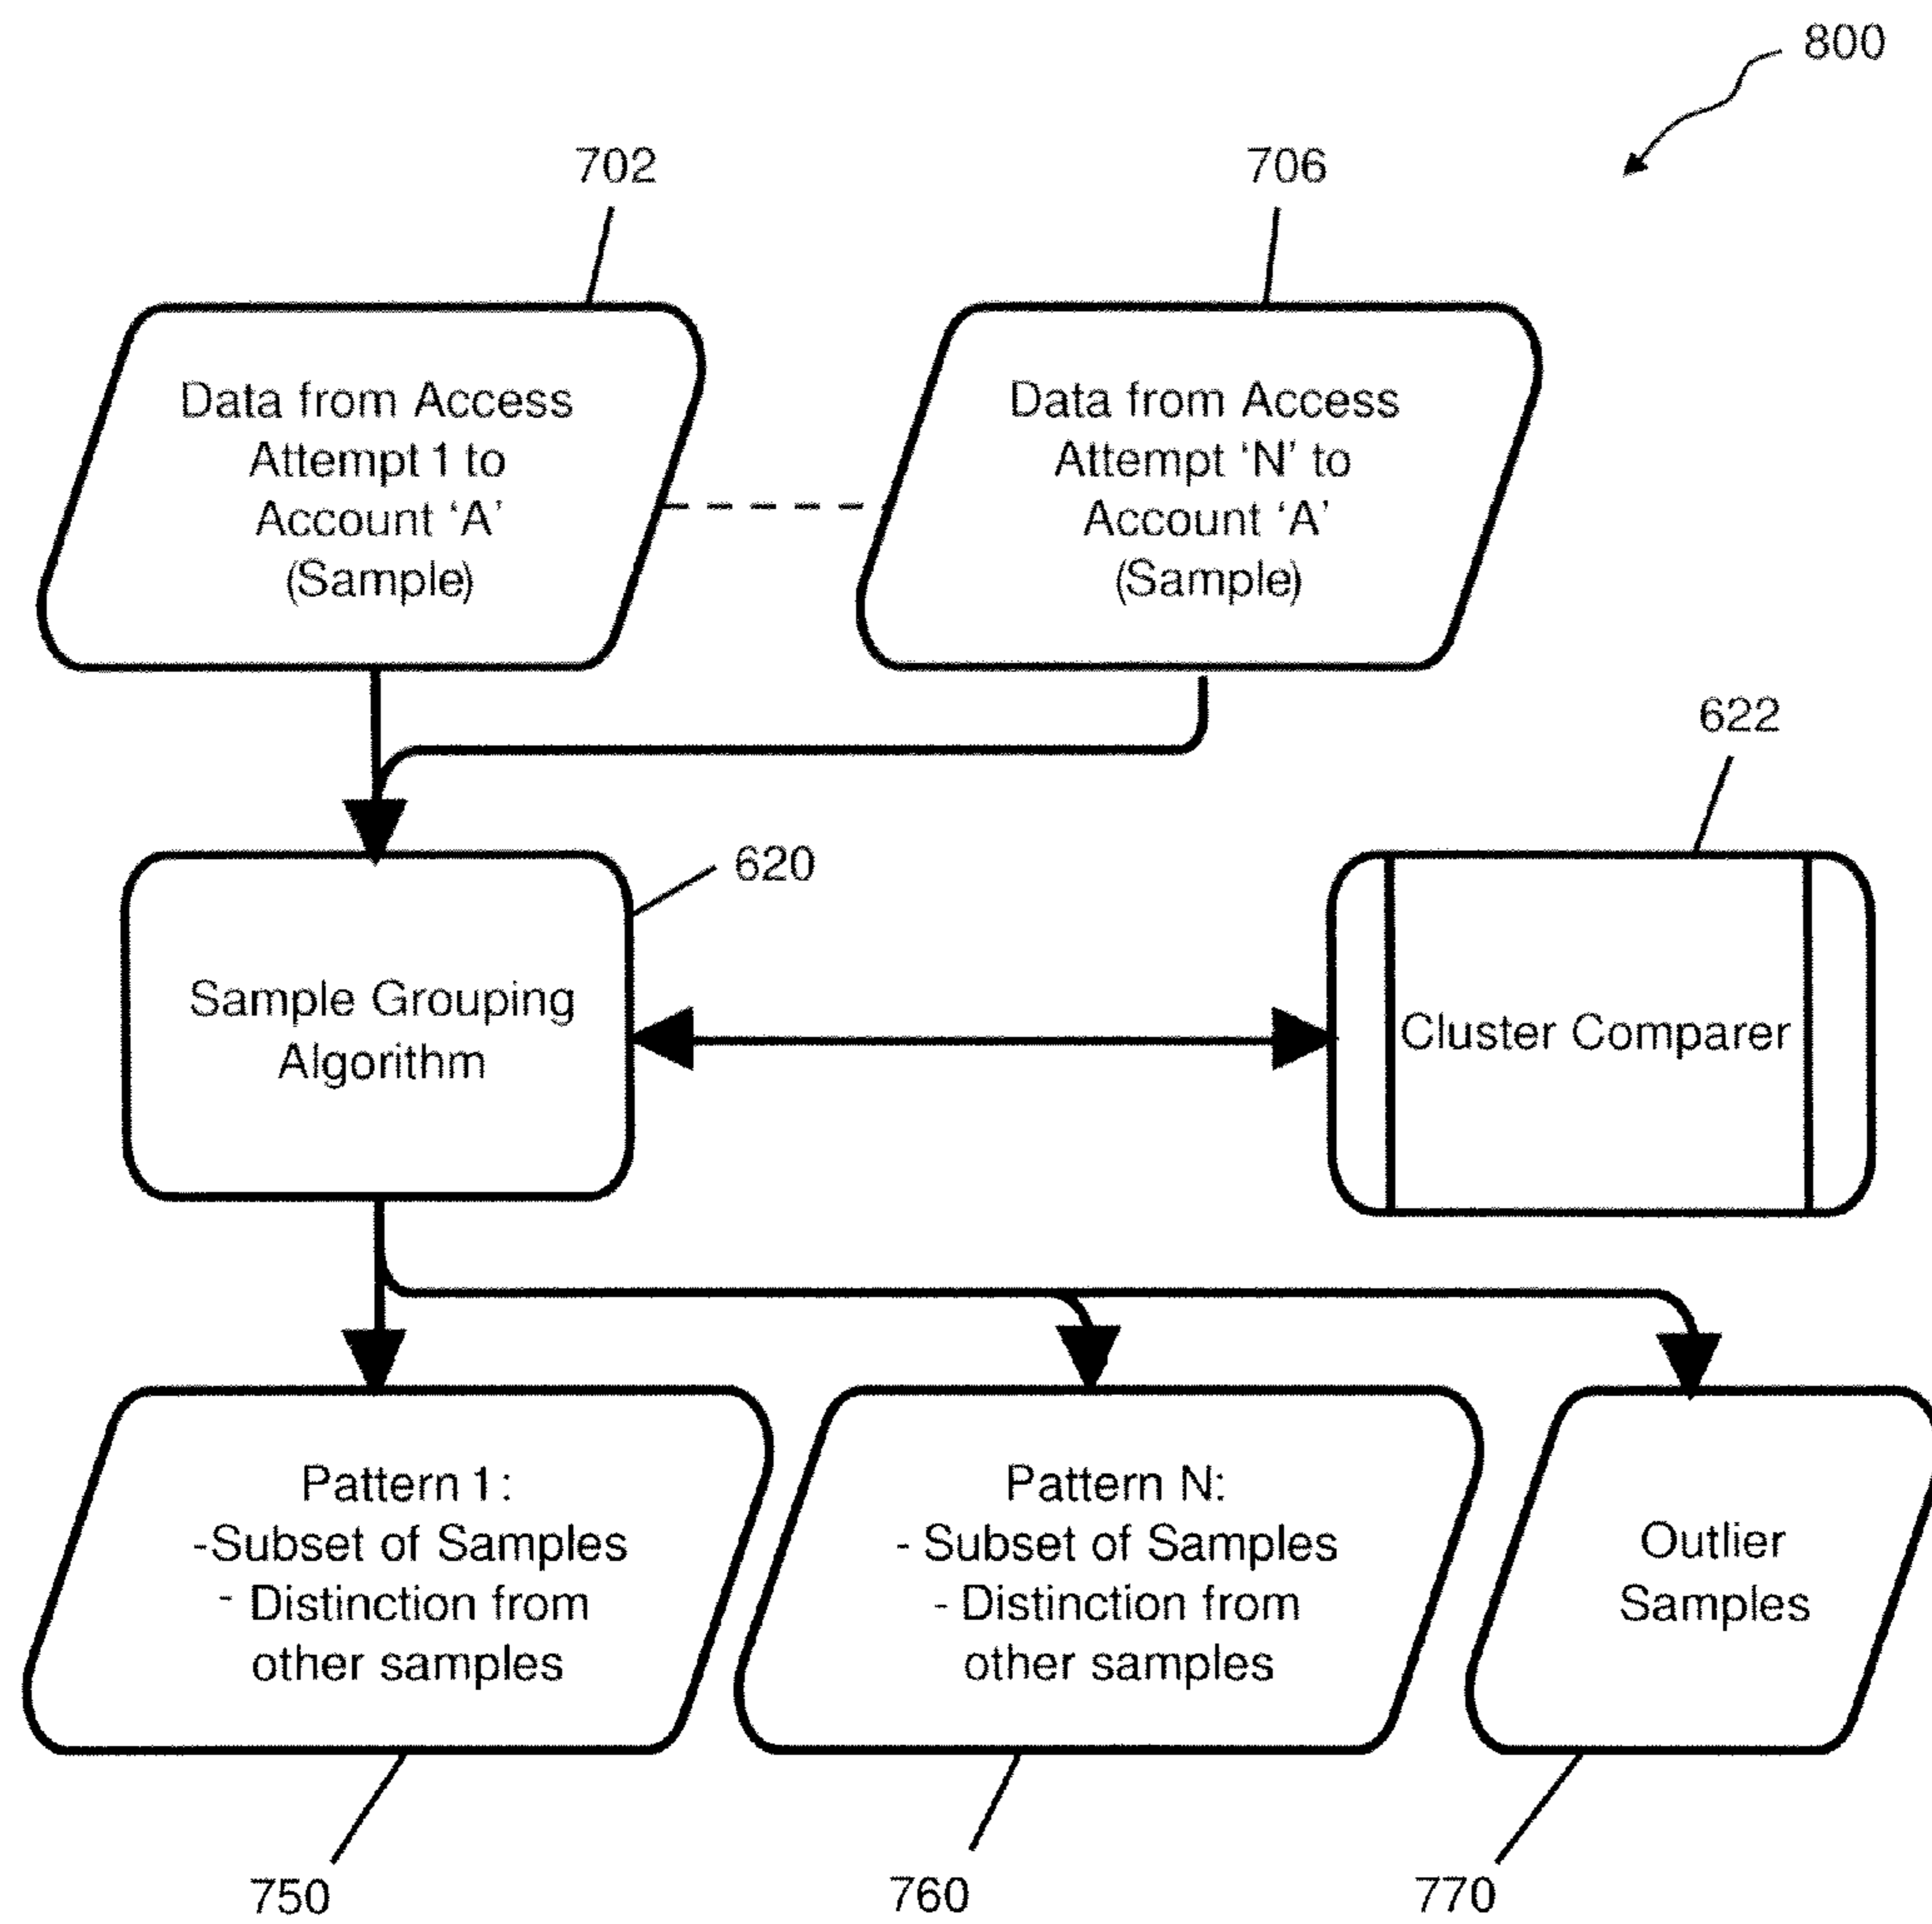 800
702
706
Data from Access
Attempt 1 to
Account ‘A’
(Sample)
Data from Access
Attempt ‘N’ to
Account ‘A’
(Sample)
622
620
Sample Grouping
Algorithm
Cluster Comparer
Pattern 1:
-Subset of Samples
- Distinction from
other samples
Pattern N:
- Subset of Samples
- Distinction from
other samples
Outlier
Samples
750
760
770